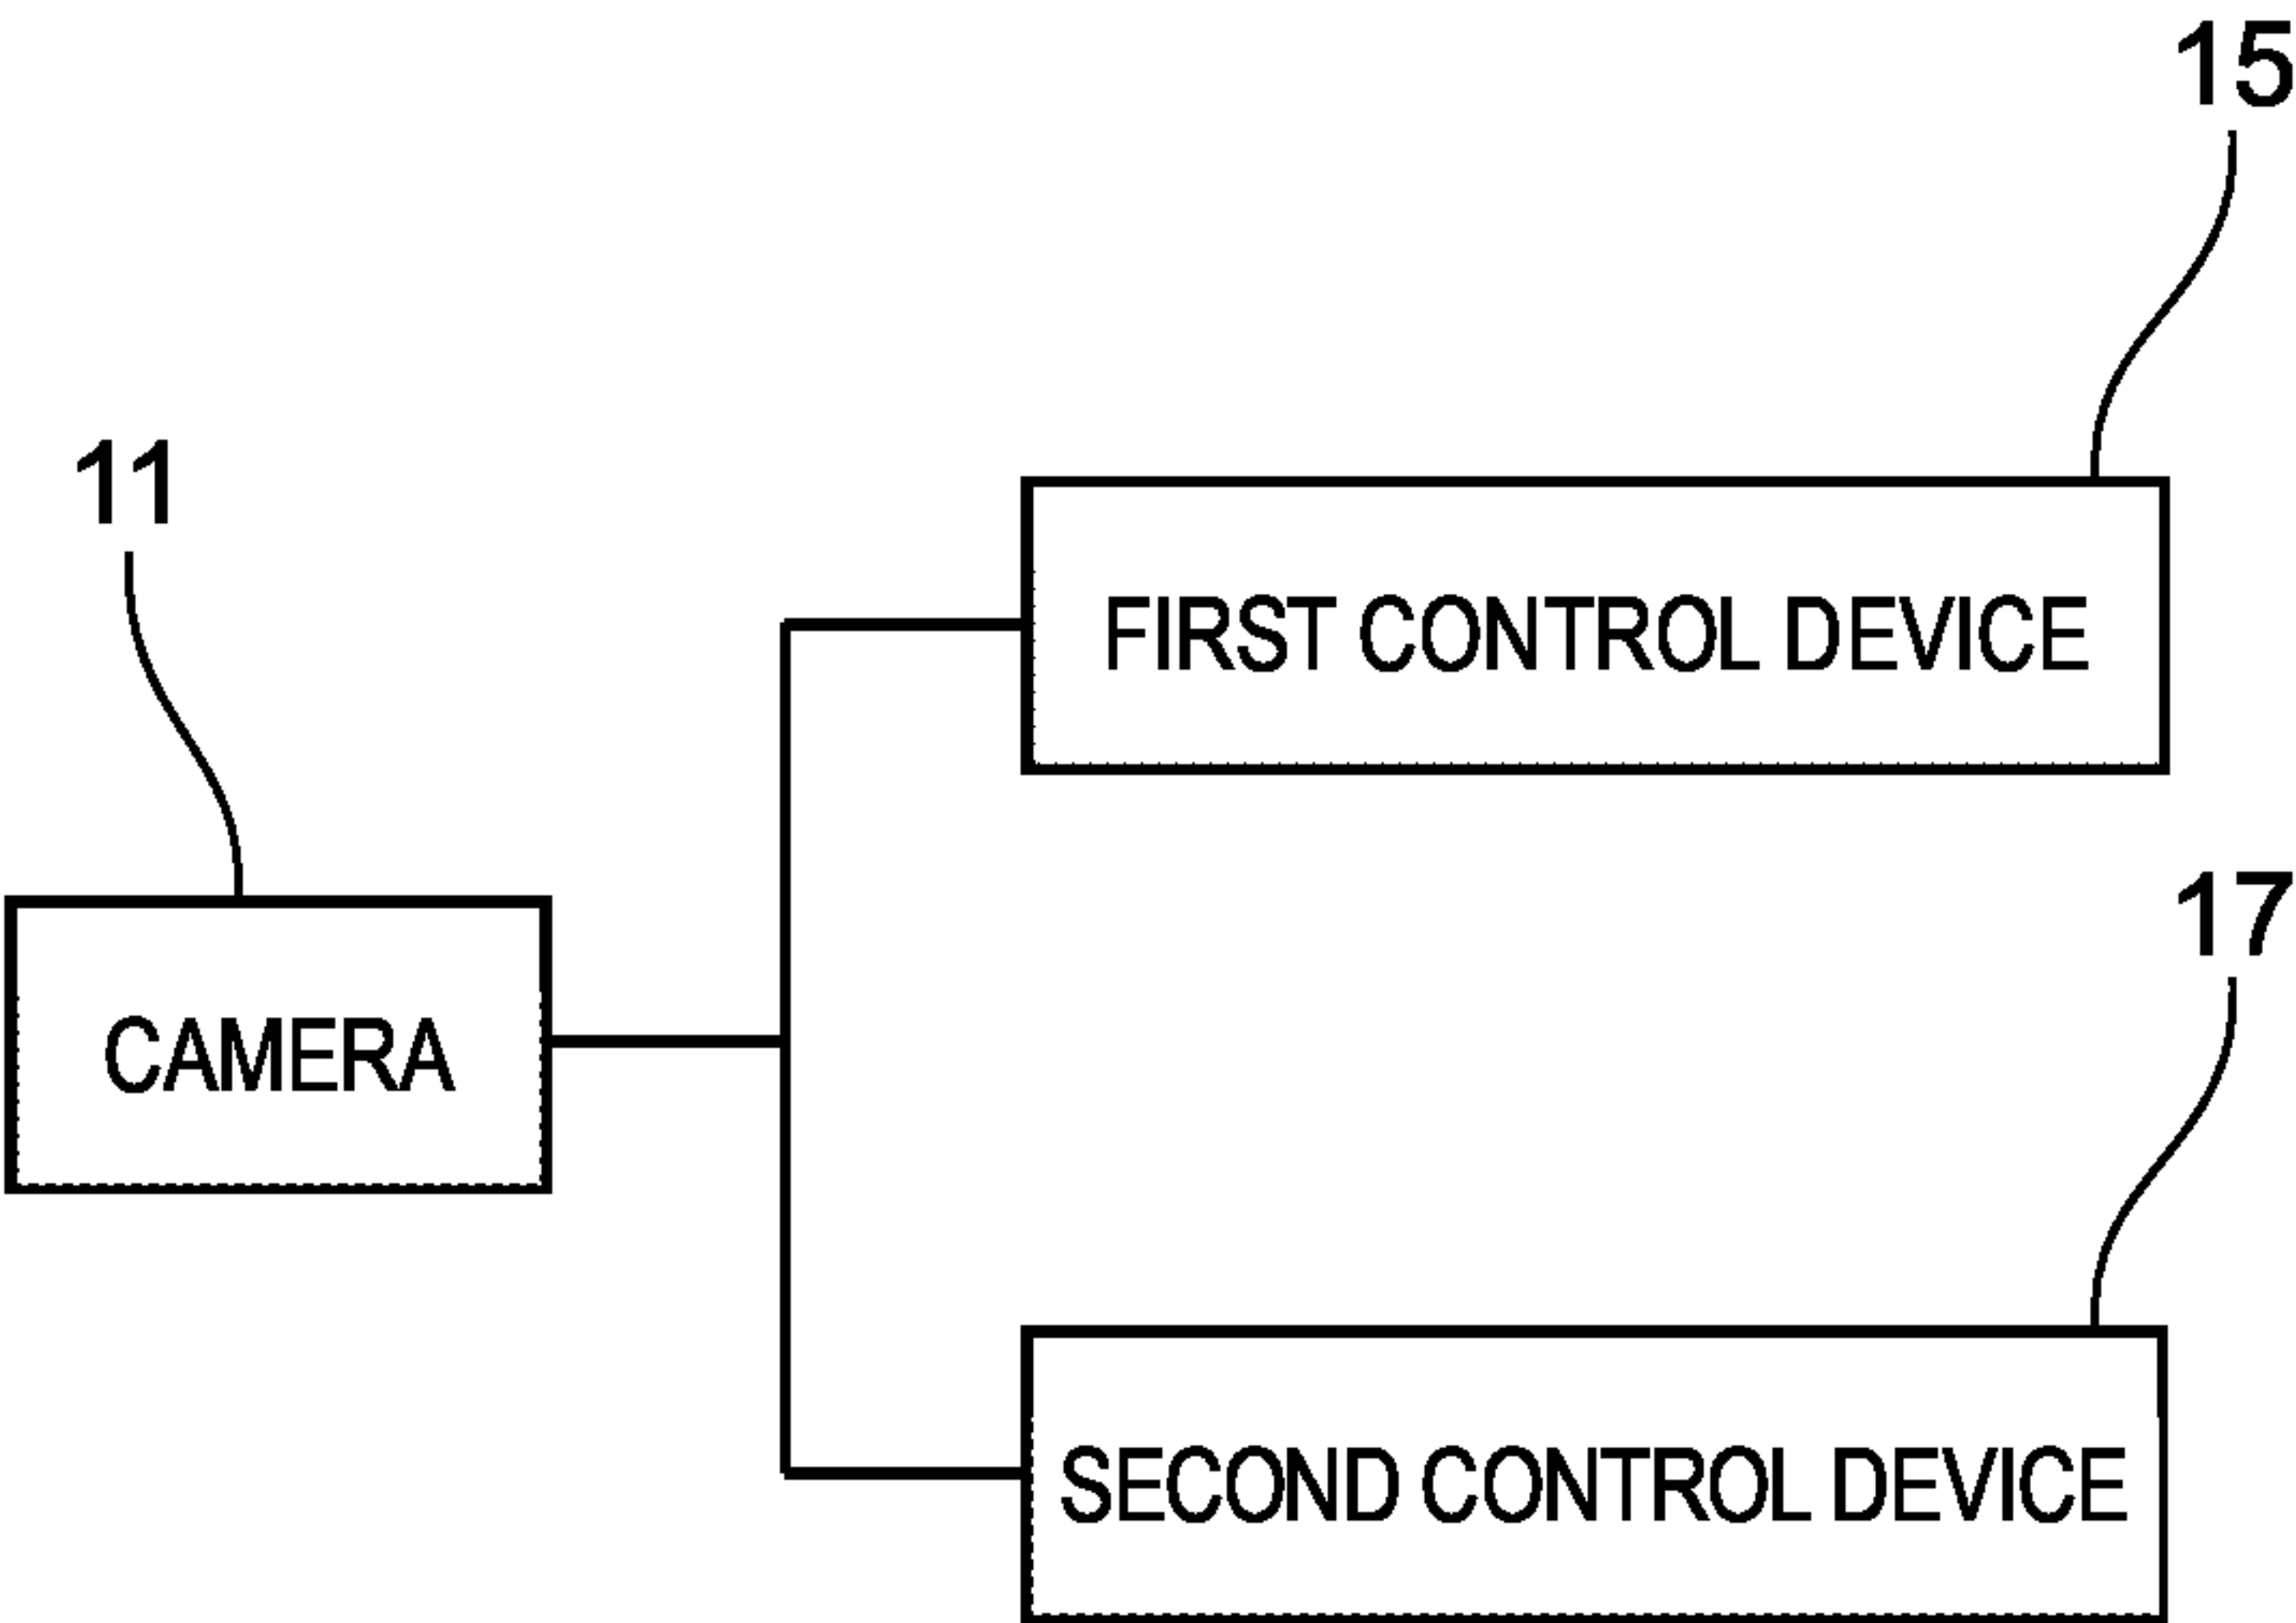 15
11
FIRST CONTROL DEVICE
17
CAMERA
SECOND CONTROL DEVICE